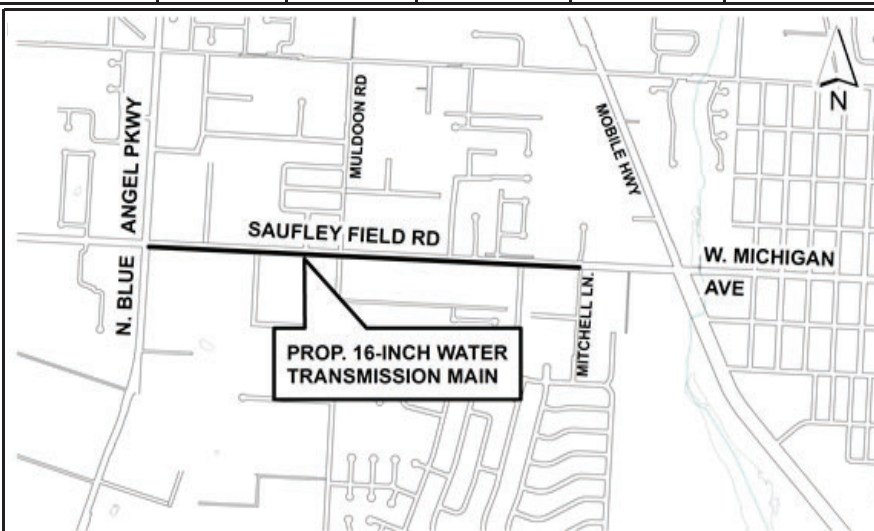 N
MULDOON RD
MOBILE HWY
N. BLUE ANGEL PKWY
SAUFLEY FIELD RD
W. MICHIGAN
AVE
MITCHELL LN.
PROP. 16-INCH WATER
TRANSMISSION MAIN